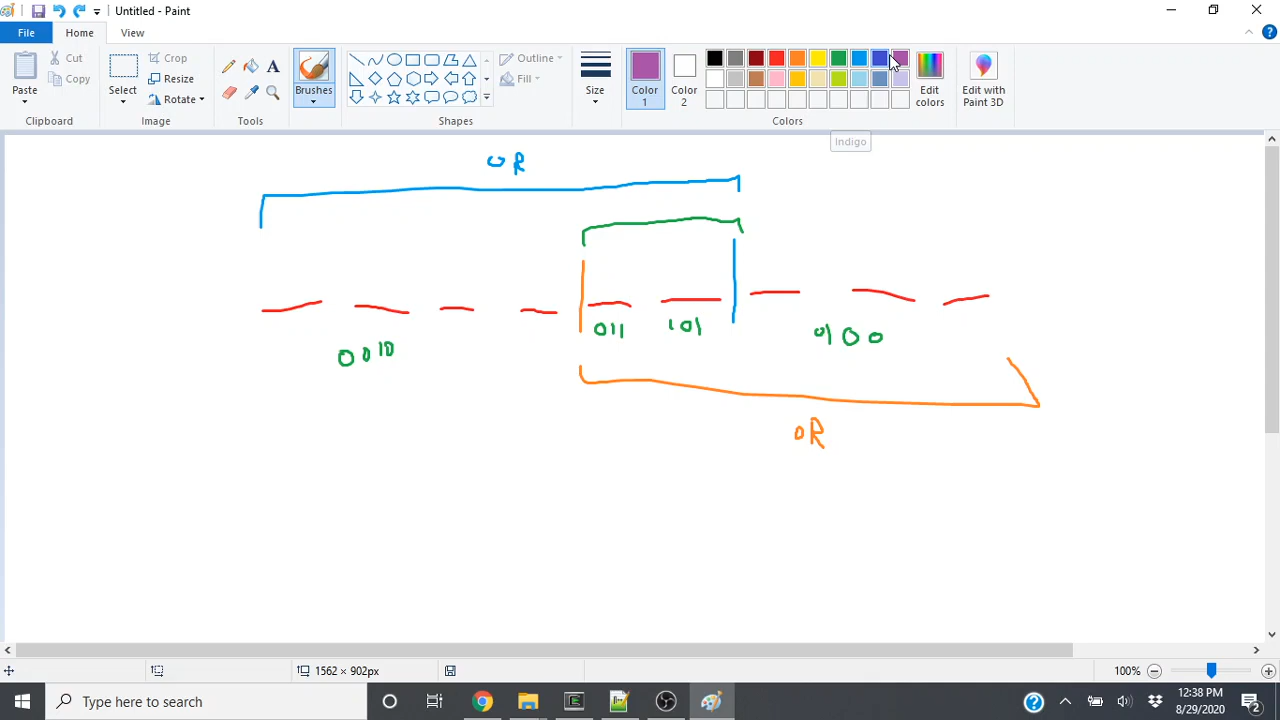 Untitled - Paint
File Home View
Paste
Cut
Copy
Clipboard
Select
Crop
Resize
Rotate
Image
A
Tools
Brushes
Shapes
Outline
Fill
Size
Color 1
Color 2
Colors
Edit colors
Edit with Paint 3D
Indigo
OR
011 101
0010
100
OR
1562 × 902px
100%
Type here to search
12:38 PM
8/29/2020
2